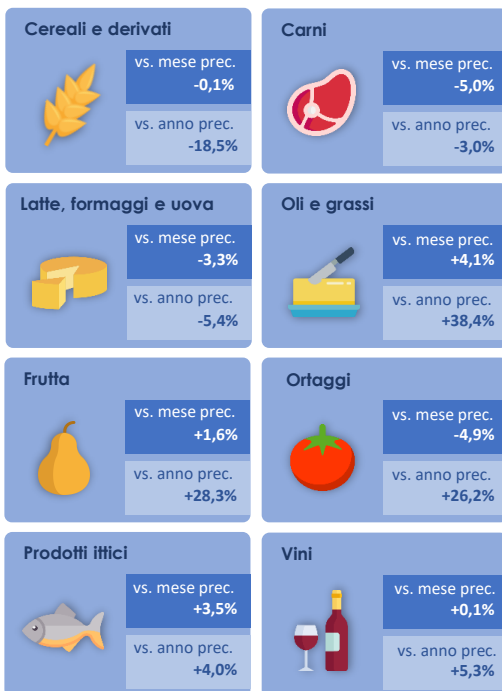 Cereali e derivati
vs. mese prec.
-0,1%
vs. anno prec.
-18,5%
Carni
vs. mese prec.
-5,0%
vs. anno prec.
-3,0%
Latte, formaggi e uova
vs. mese prec.
-3,3%
vs. anno prec.
-5,4%
Oli e grassi
vs. mese prec.
+4,1%
vs. anno prec.
+38,4%
Frutta
vs. mese prec.
+1,6%
vs. anno prec.
+28,3%
Ortaggi
vs. mese prec.
-4,9%
vs. anno prec.
+26,2%
Prodotti ittici
vs. mese prec.
+3,5%
vs. anno prec.
+4,0%
Vini
vs. mese prec.
+0,1%
vs. anno prec.
+5,3%